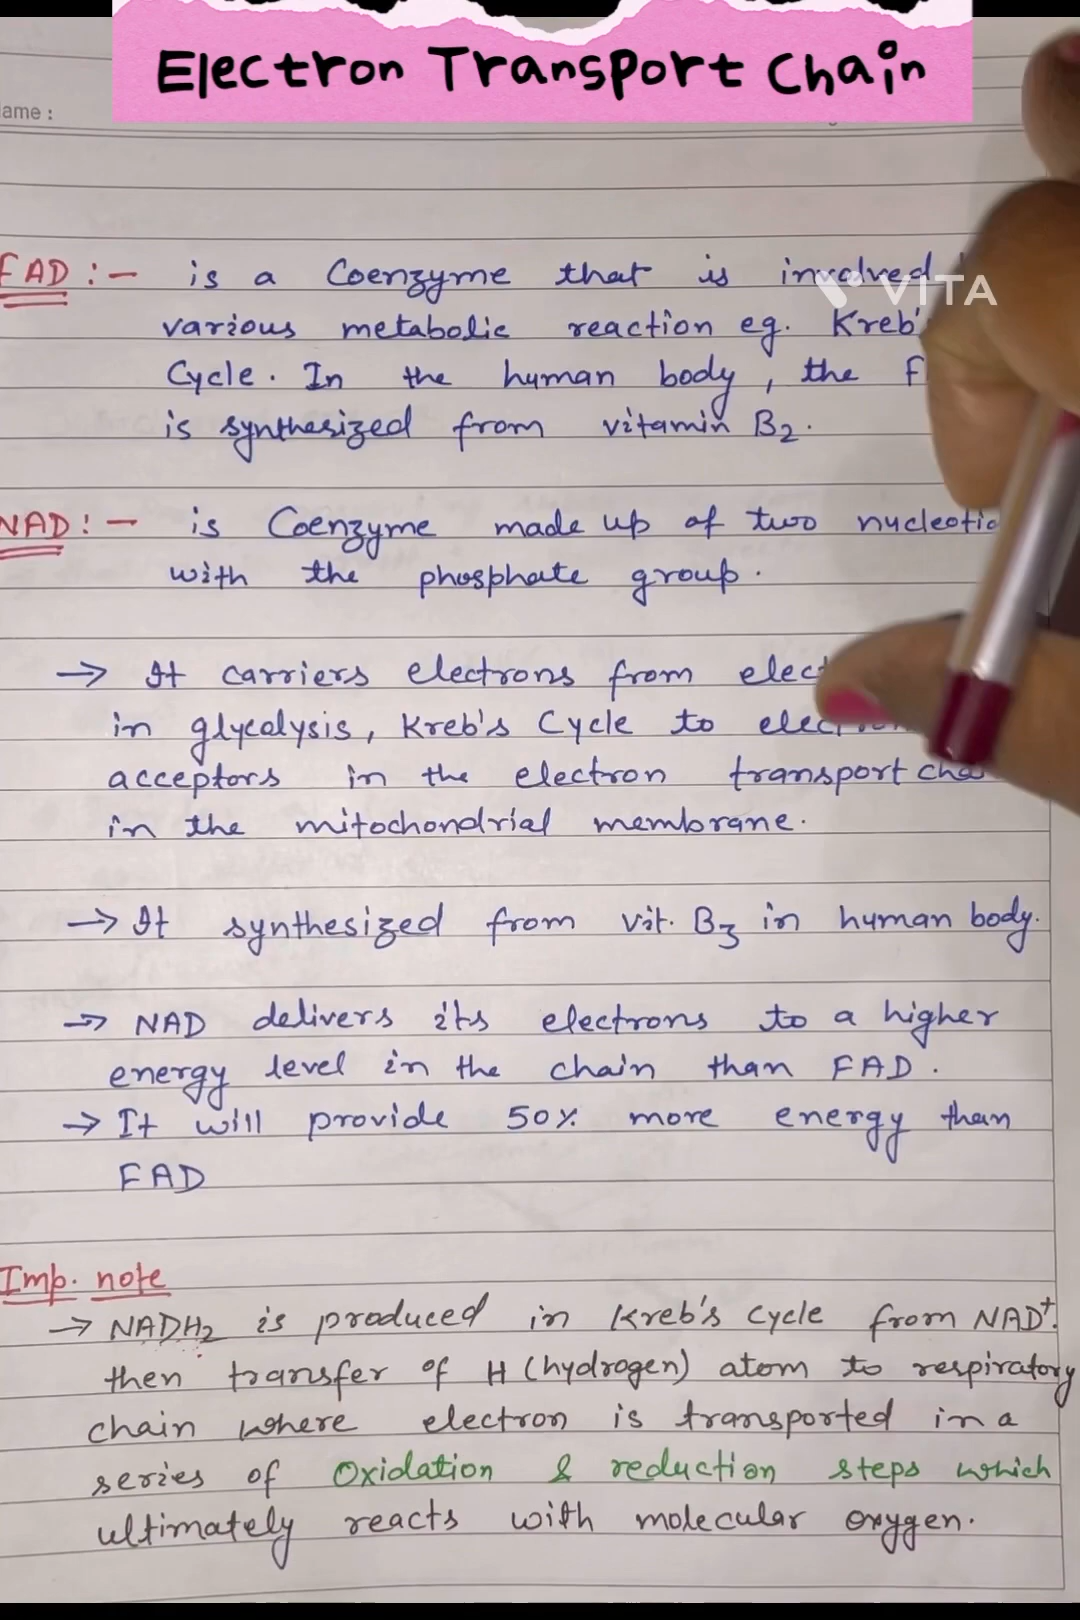 Electron Transport Chain
ame :
FAD :- is a Coenzyme that is involved
VITA
various metabolic reaction eg. Kreb's
Cycle. In the human body, the F
is synthesized from vitamin B2.
NAD :- is Coenzyme made up of two nucleotid
with the phosphate group.
→ It carriers electrons from elect
in glycolysis, Kreb's Cycle to electron
acceptors in the electron transport cha
in the mitochondrial membrane.
→ It synthesized from vit. B3 in human body.
→ NAD delivers its electrons to a higher
energy level in the chain than FAD.
→ It will provide 50% more energy than
FAD
Imp. note
→ NADH2 is produced in Kreb's cycle from NAD+.
then transfer of H (hydrogen) atom to respiratory
chain where electron is transported in a
series of Oxidation & reduction steps which
ultimately reacts with molecular oxygen.